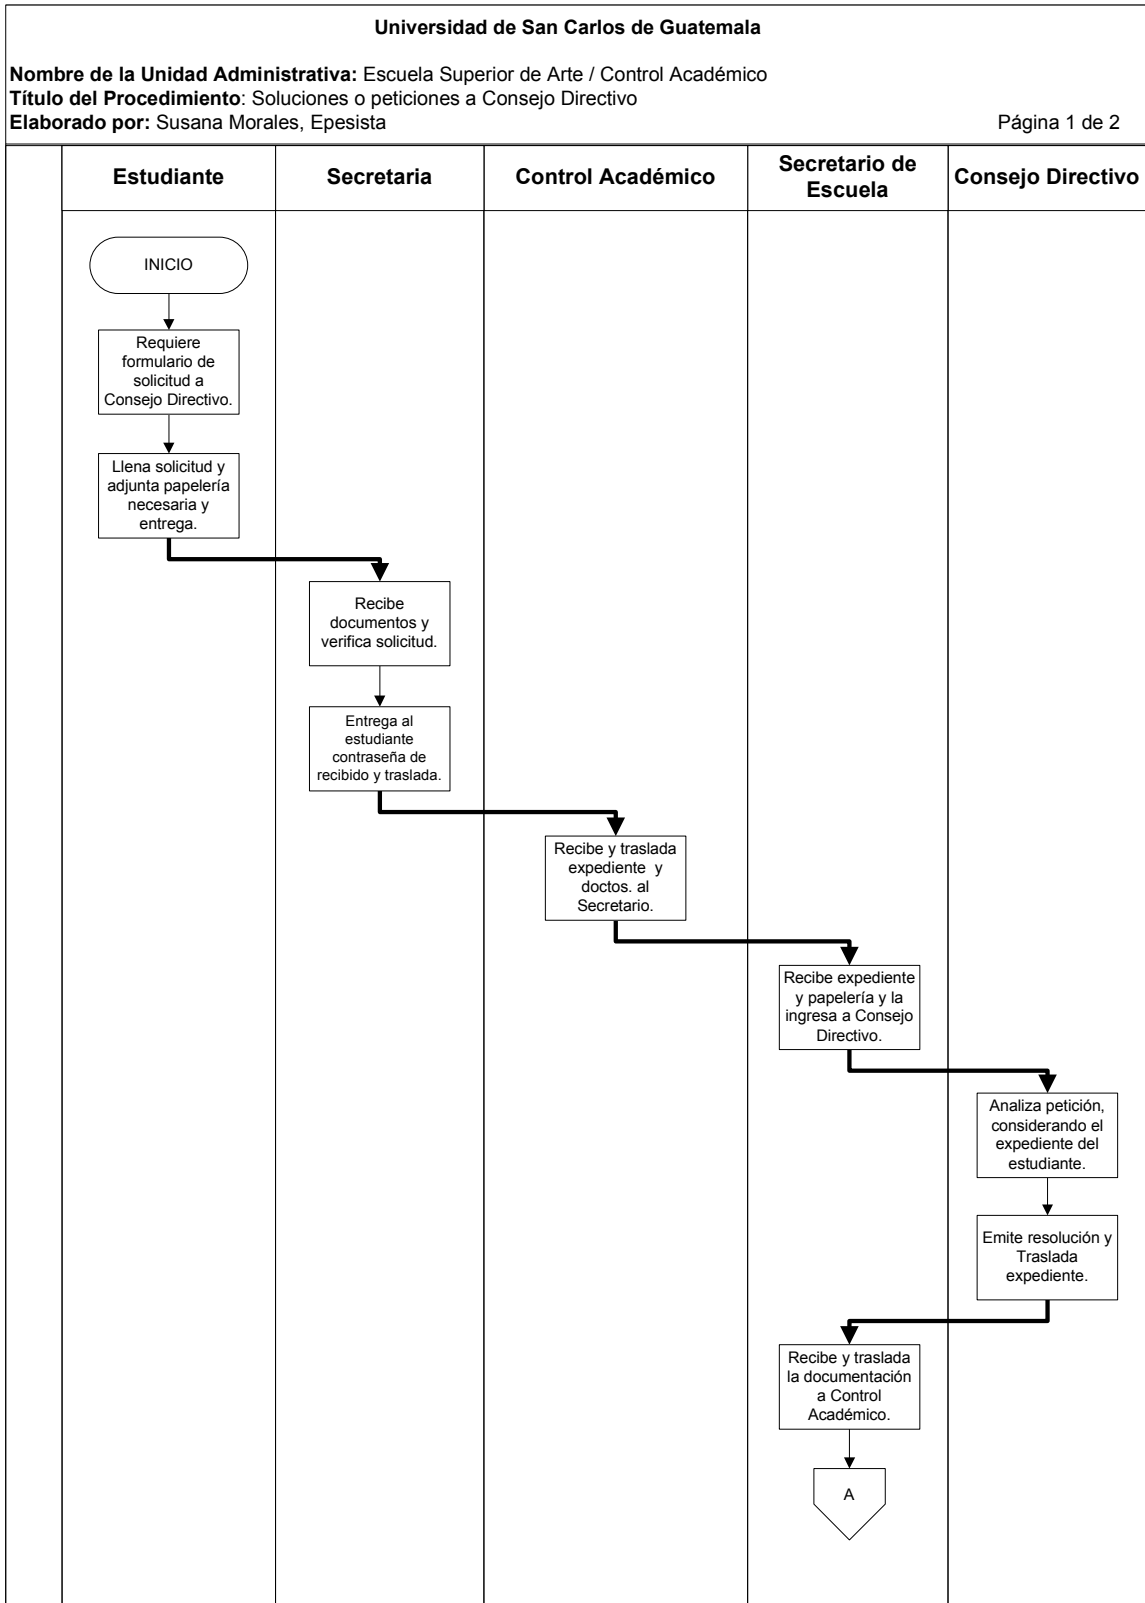 Universidad de San Carlos de Guatemala
Nombre de la Unidad Administrativa: Escuela Superior de Arte / Control Académico
Título del Procedimiento: Soluciones o peticiones a Consejo Directivo
Elaborado por: Susana Morales, Epesista
Página 1 de 2
Estudiante
Secretaria
Control Académico
Secretario de
Escuela
Consejo Directivo
INICIO
Requiere
formulario de
solicitud a
Consejo Directivo.
Llena solicitud y
adjunta papelería
necesaria y
entrega.
Recibe
documentos y
verifica solicitud.
Entrega al
estudiante
contraseña de
recibido y traslada.
Recibe y traslada
expediente  y
doctos. al
Secretario.
Recibe expediente
y papelería y la
ingresa a Consejo
Directivo.
Analiza petición,
considerando el
expediente del
estudiante.
Emite resolución y
Traslada
expediente.
Recibe y traslada
la documentación
a Control
Académico.
A